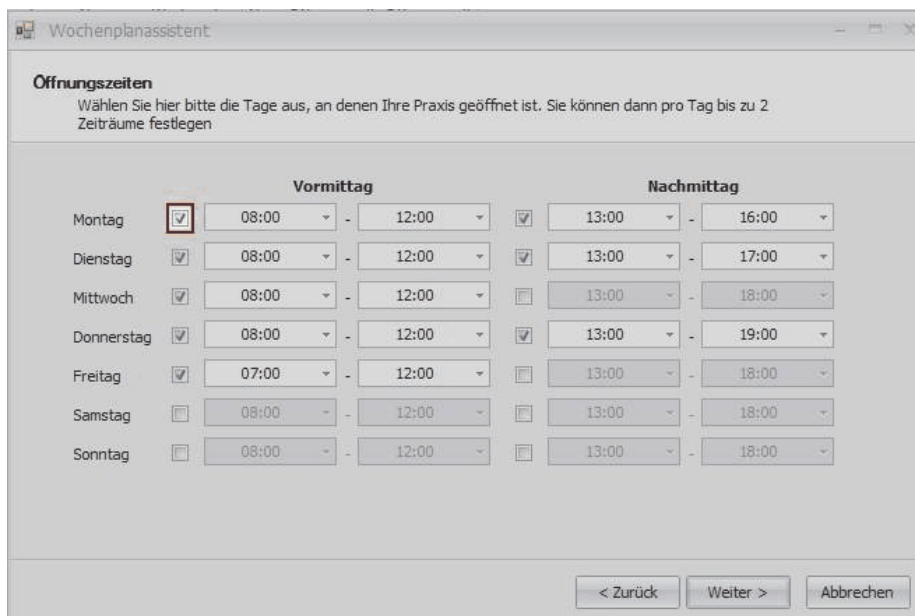 Wochenplanassistent
Öffnungszeiten
Wählen Sie hier bitte die Tage aus, an denen Ihre Praxis geöffnet ist. Sie können dann pro Tag bis zu 2
Zeiträume festlegen
Vormittag Nachmittag
Montag 08:00 - 12:00 13:00 - 16:00
Dienstag 08:00 - 12:00 13:00 - 17:00
Mittwoch 08:00 - 12:00 13:00 - 18:00
Donnerstag 08:00 - 12:00 13:00 - 19:00
Freitag 07:00 - 12:00 13:00 - 18:00
Samstag 08:00 - 12:00 13:00 - 18:00
Sonntag 08:00 - 12:00 13:00 - 18:00
< Zurück Weiter > Abbrechen